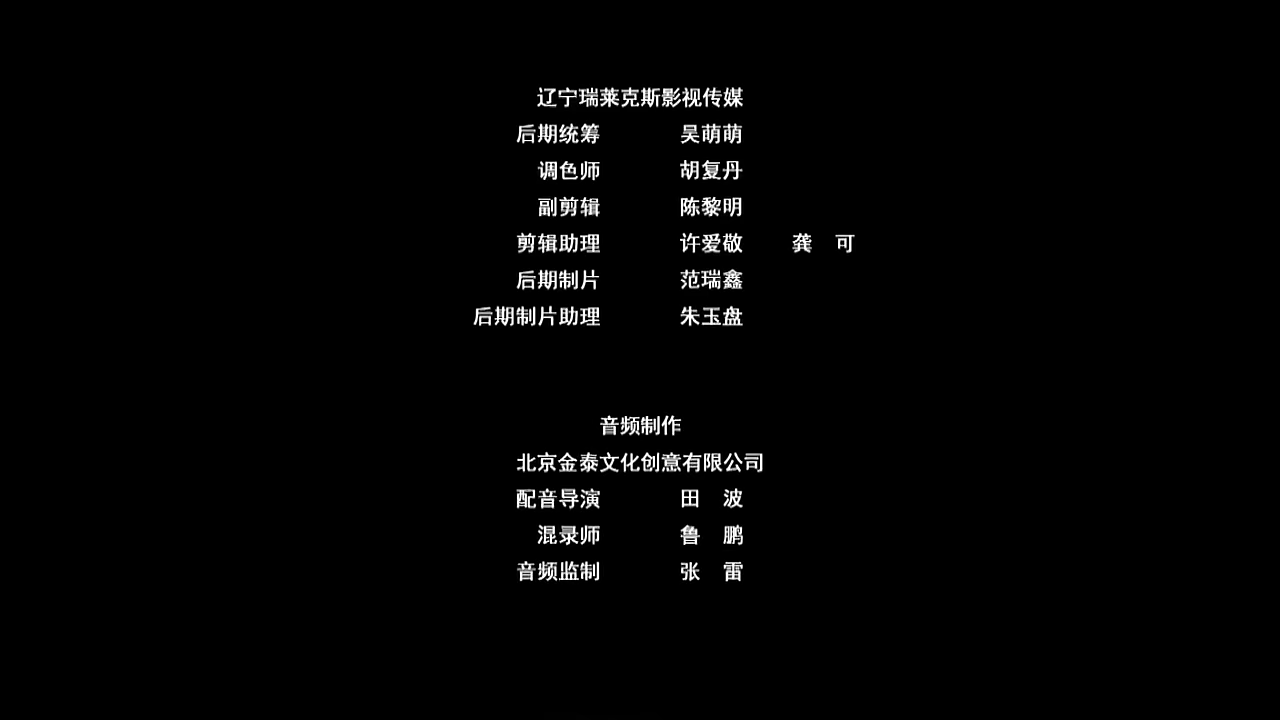 辽宁瑞莱克斯影视传媒
后期统筹 吴萌萌
调色师 胡复丹
副剪辑 陈黎明
剪辑助理 许爱敬 龚 可
后期制片 范瑞鑫
后期制片助理 朱玉盘
音频制作
北京金泰文化创意有限公司
配音导演 田 波
混录师 鲁 鹏
音频监制 张 雷